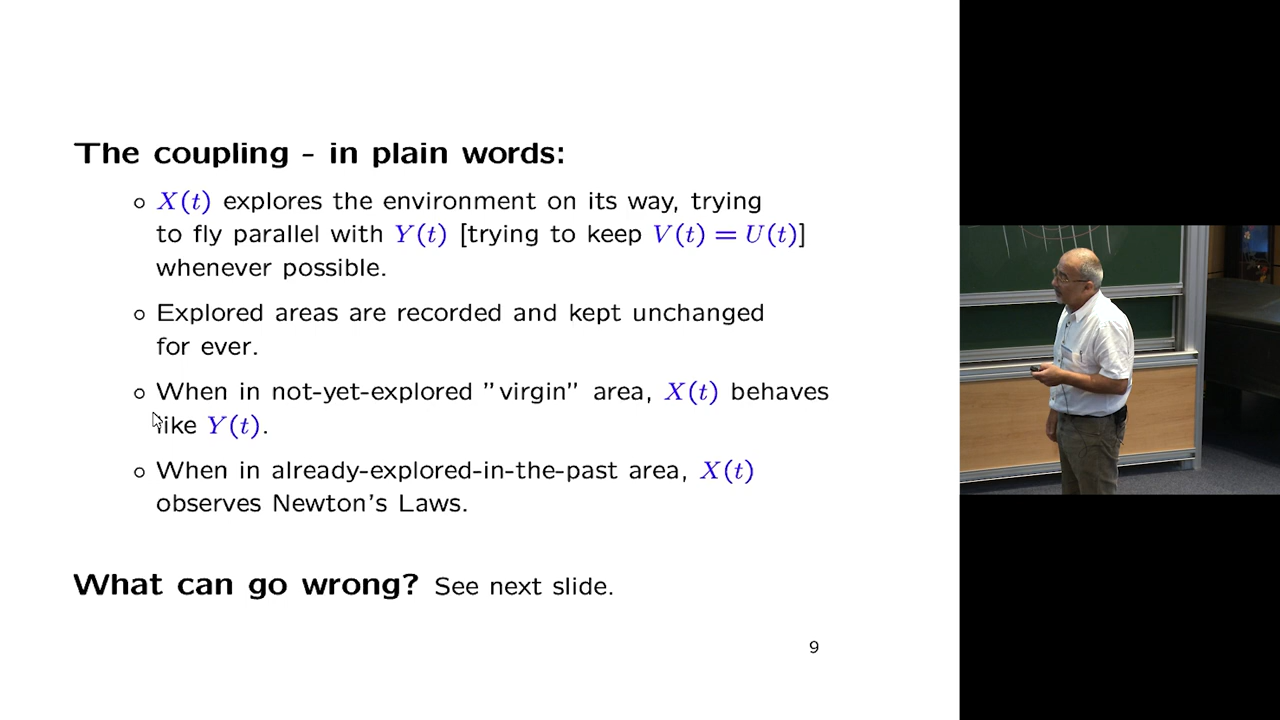 The coupling - in plain words:
◦ X(t) explores the environment on its way, trying
to fly parallel with Y(t) [trying to keep V(t) = U(t)]
whenever possible.
◦ Explored areas are recorded and kept unchanged
for ever.
◦ When in not-yet-explored "virgin" area, X(t) behaves
like Y(t).
◦ When in already-explored-in-the-past area, X(t)
observes Newton's Laws.
What can go wrong? See next slide.
9